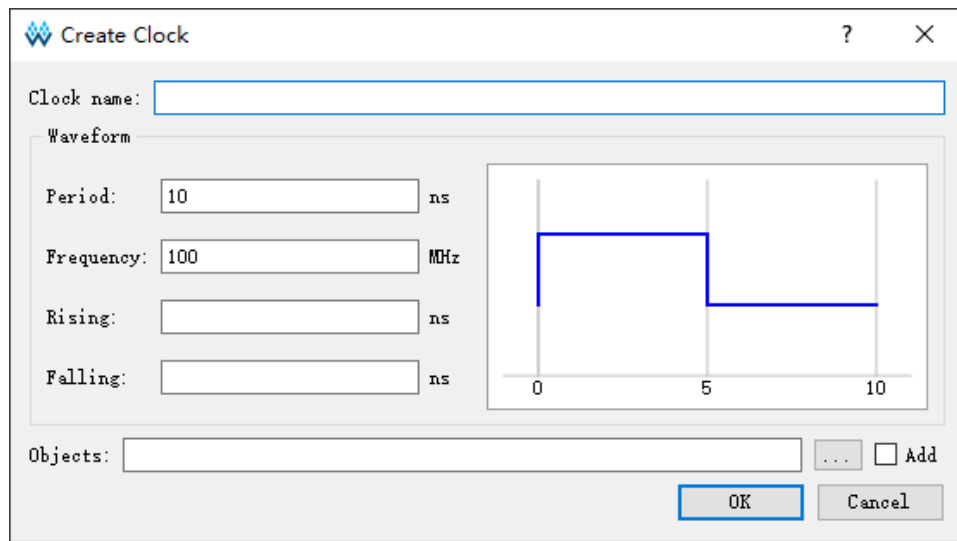 Create Clock ?
Clock name:
Waveform
Period: 10 ns
Frequency: 100 MHz
Rising: ns
Falling: ns
0 5 10
Objects: ... Add
OK Cancel